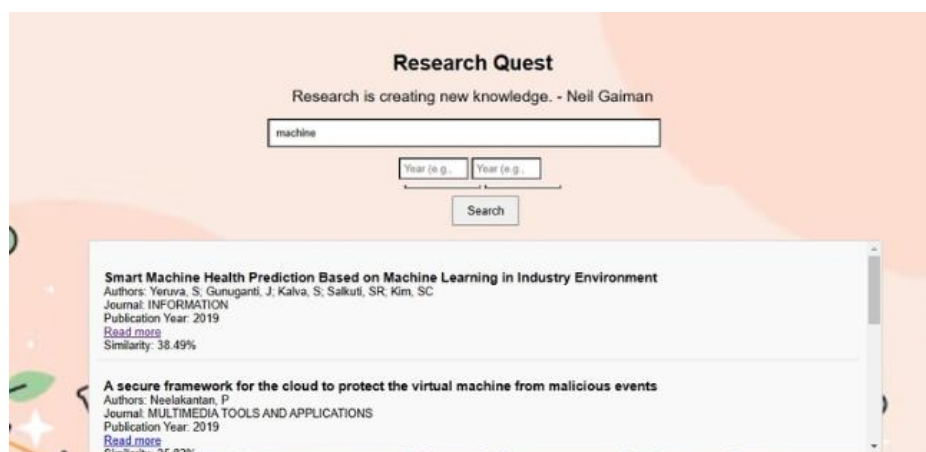 Research Quest
Research is creating new knowledge. - Neil Gaiman
machine
Year (e.g., Year (e.g.,
Search
Smart Machine Health Prediction Based on Machine Learning in Industry Environment
Authors: Yeruva, S; Gunuganti, J; Kalva, S; Salkuti, SR; Kim, SC
Journal: INFORMATION
Publication Year: 2019
Read more
Similarity: 38.49%
A secure framework for the cloud to protect the virtual machine from malicious events
Authors: Neelakantan, P
Journal: MULTIMEDIA TOOLS AND APPLICATIONS
Publication Year: 2019
Read more